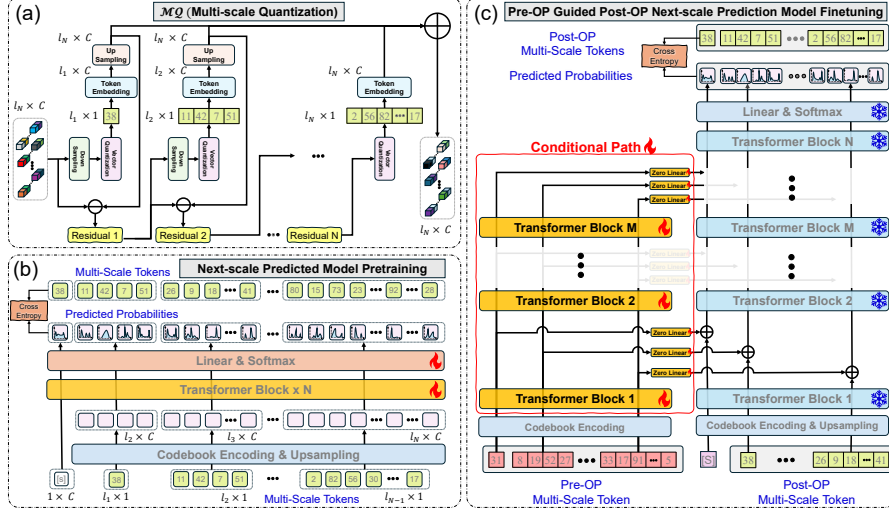 (a)
ℳ𝒬 (Multi-scale Quantization)
l_N × C
l_N × C
l_N × C
Up Sampling
Up Sampling
l_1 × C
l_2 × C
Token Embedding
Token Embedding
Token Embedding
l_N × C
l_1 × 1
38
l_2 × 1
11 42 7 51
l_N × 1
2 56 82 ••• 17
Down Sampling
Vector Quantization
Down Sampling
Vector Quantization
•••
Vector Quantization
l_N × C
Residual 1
Residual 2
•••
Residual N
(b)
Next-scale Predicted Model Pretraining
Multi-Scale Tokens
38 11 42 7 51 26 9 18 ••• 41 ••• 80 15 73 23 ••• 92 ••• 28
Cross Entropy
Predicted Probabilities
Linear & Softmax
Transformer Block x N
l_2 × C
l_3 × C
l_N × C
Codebook Encoding & Upsampling
[S]
38
11 42 7 51
•••
2 82 56 30 ••• 17
1 × C
l_1 × 1
l_2 × 1
l_{N−1} × 1
Multi-Scale Tokens
(c)
Pre-OP Guided Post-OP Next-scale Prediction Model Finetuning
Post-OP
Multi-Scale Tokens
38 11 42 7 51 ••• 2 56 82 ••• 17
Cross Entropy
Predicted Probabilities
Linear & Softmax
Transformer Block N
Conditional Path
Zero Linear
Zero Linear
Zero Linear
Transformer Block M
Transformer Block M
Transformer Block 2
Transformer Block 2
Zero Linear
Zero Linear
Zero Linear
Transformer Block 1
Transformer Block 1
Codebook Encoding
Codebook Encoding & Upsampling
31 8 19 52 27 ••• 33 17 91 ••• 5
[S] 38 ••• 26 9 18 ••• 41
Pre-OP
Multi-Scale Token
Post-OP
Multi-Scale Token